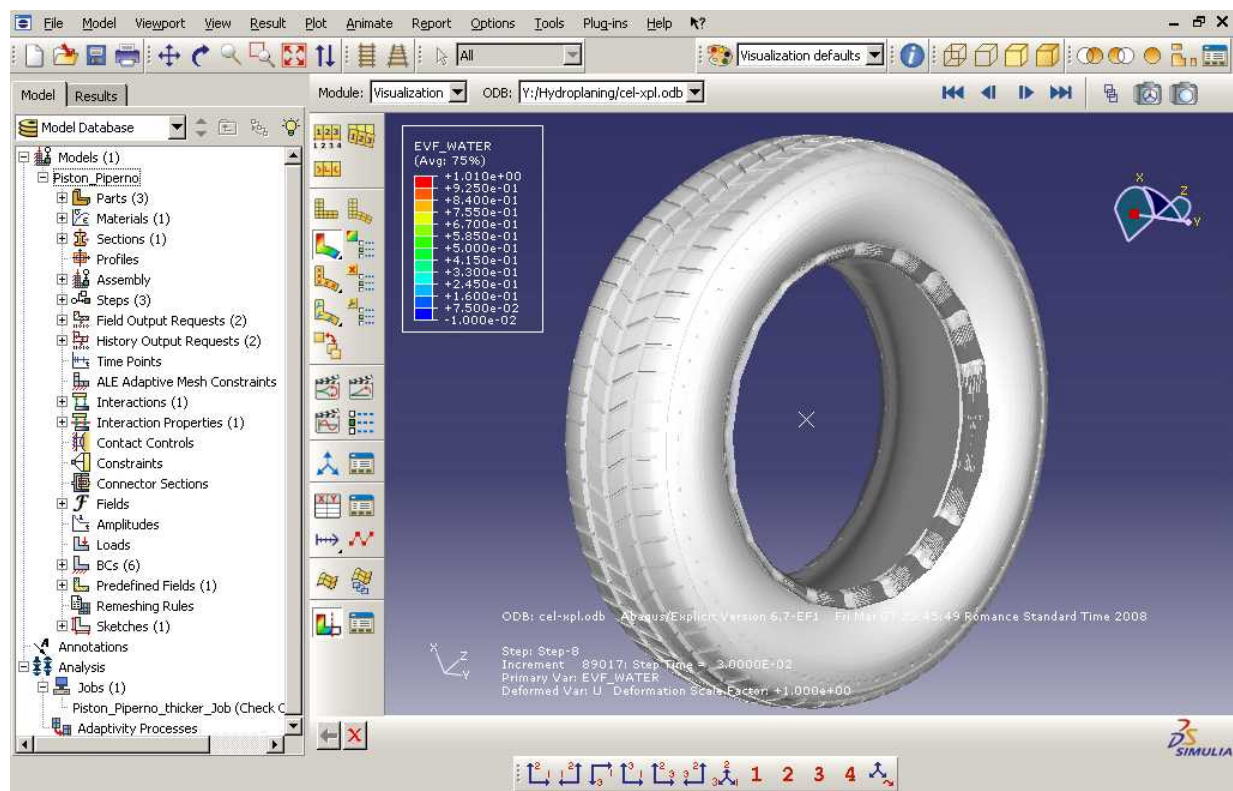 File Model Viewport View Result Plot Animate Report Options Tools Plug-ins Help ?
All
Visualization defaults
Model Results
Module: Visualization ODB: Y:/Hydroplaning/cel-xpl.odb
Model Database
Models (1)
Piston_Piperno
Parts (3)
Materials (1)
Sections (1)
Profiles
Assembly
Steps (3)
Field Output Requests (2)
History Output Requests (2)
Time Points
ALE Adaptive Mesh Constraints
Interactions (1)
Interaction Properties (1)
Contact Controls
Constraints
Connector Sections
Fields
Amplitudes
Loads
BCs (6)
Predefined Fields (1)
Remeshing Rules
Sketches (1)
Annotations
Analysis
Jobs (1)
Piston_Piperno_thicker_Job (Check C
Adaptivity Processes
EVF_WATER
(Avg: 75%)
+1.010e+00
+9.250e-01
+8.400e-01
+7.550e-01
+6.700e-01
+5.850e-01
+5.000e-01
+4.150e-01
+3.300e-01
+2.450e-01
+1.600e-01
+7.500e-02
-1.000e-02
X
Z
Y
ODB: cel-xpl.odb Abaqus/Explicit Version 6.7-EF1 Fri Mar 07 Romance Standard Time 2008
X
Z
Y
Step: Step-8
Increment 89017: Step Time = 3.0000E-02
Primary Var: EVF_WATER
Deformed Var: U Deformation Scale Factor: +1.000e+00
SIMULIA
1 2 3 4